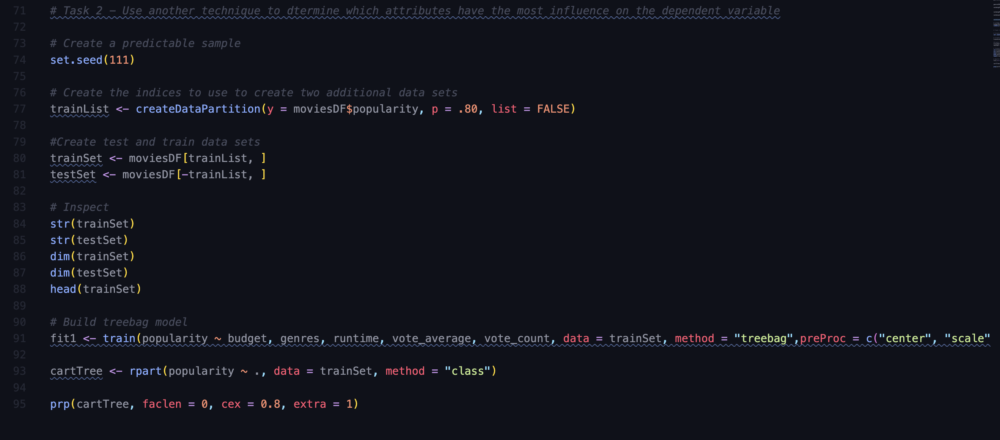 71 # Task 2 – Use another technique to dtermine which attributes have the most influence on the dependent variable
72
73 # Create a predictable sample
74 set.seed(111)
75
76 # Create the indices to use to create two additional data sets
77 trainList <- createDataPartition(y = moviesDF$popularity, p = .80, list = FALSE)
78
79 #Create test and train data sets
80 trainSet <- moviesDF[trainList, ]
81 testSet <- moviesDF[-trainList, ]
82
83 # Inspect
84 str(trainSet)
85 str(testSet)
86 dim(trainSet)
87 dim(testSet)
88 head(trainSet)
89
90 # Build treebag model
91 fit1 <- train(popularity ~ budget, genres, runtime, vote_average, vote_count, data = trainSet, method = "treebag",preProc = c("center", "scale"
92
93 cartTree <- rpart(popularity ~ ., data = trainSet, method = "class")
94
95 prp(cartTree, faclen = 0, cex = 0.8, extra = 1)